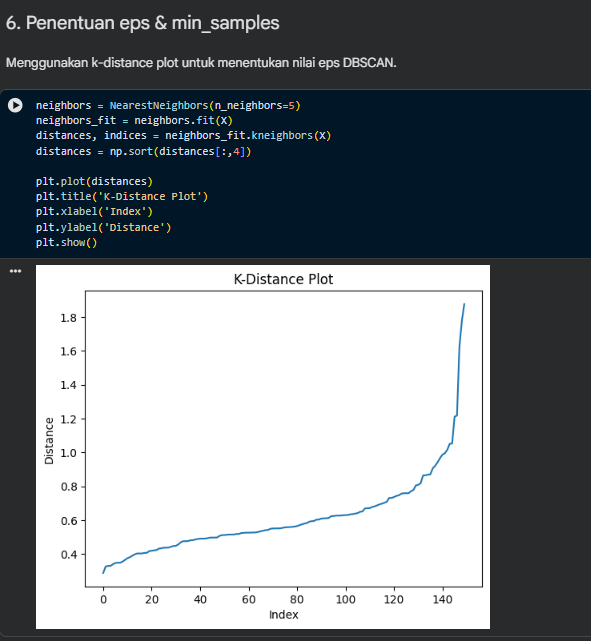 6. Penentuan eps & min_samples
Menggunakan k-distance plot untuk menentukan nilai eps DBSCAN.
neighbors = NearestNeighbors(n_neighbors=5)
neighbors_fit = neighbors.fit(X)
distances, indices = neighbors_fit.kneighbors(X)
distances = np.sort(distances[:,4])
plt.plot(distances)
plt.title('K-Distance Plot')
plt.xlabel('Index')
plt.ylabel('Distance')
plt.show()
K-Distance Plot
1.8
1.6
1.4
1.2
1.0
0.8
0.6
0.4
Distance
0 20 40 60 80 100 120 140
Index